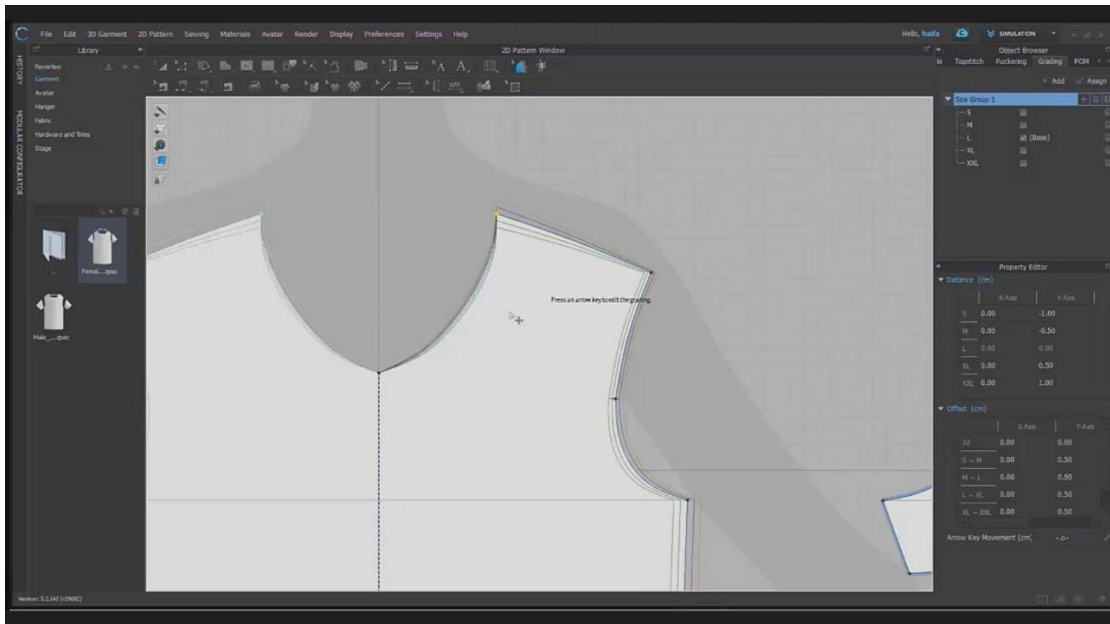 File Edit 3D Garment 2D Pattern Sewing Materials Avatar Render Display Preferences Settings Help
Hello, haifa
SIMULATION
Library
2D Pattern Window
Object Browser
HISTORY
MODULAR CONFIGURATOR
Favorites
Garment
Avatar
Hanger
Fabric
Hardware and Trims
Stage
Femal....zpac
Male_....zpac
Press an arrow key to edit the grading.
Topstitch Puckering Grading POM
+ Add Assign
Size Group 1
S
M
L (Base)
XL
XXL
Property Editor
Distance (cm)
X-Axis Y-Axis
S 0.00 -1.00
M 0.00 -0.50
L 0.00 0.00
XL 0.00 0.50
XXL 0.00 1.00
Offset (cm)
X-Axis Y-Axis
All 0.00 0.00
S ~ M 0.00 0.50
M ~ L 0.00 0.50
L ~ XL 0.00 0.50
XL ~ XXL 0.00 0.50
Arrow Key Movement (cm)